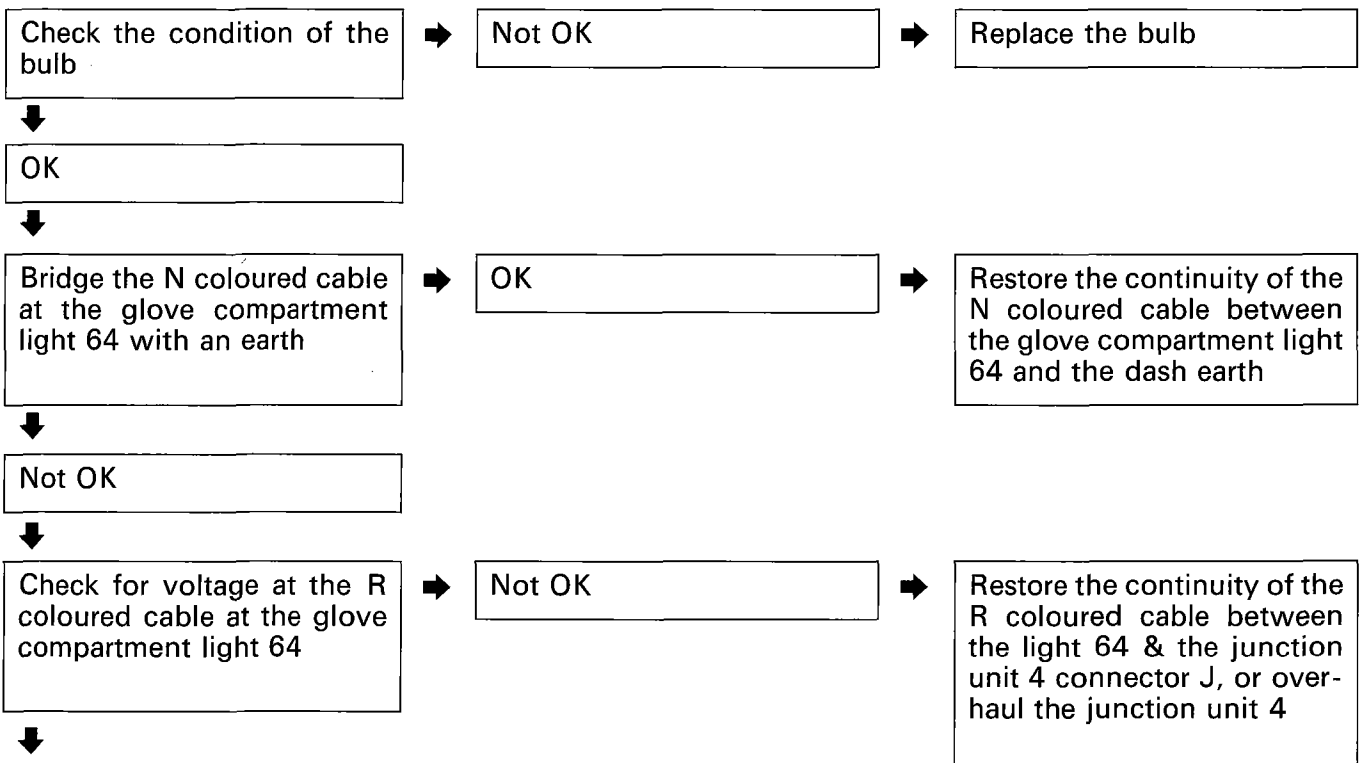 Check the condition of the
bulb
Not OK
Replace the bulb
OK
Bridge the N coloured cable
at the glove compartment
light 64 with an earth
OK
Restore the continuity of the
N coloured cable between
the glove compartment light
64 and the dash earth
Not OK
Check for voltage at the R
coloured cable at the glove
compartment light 64
Not OK
Restore the continuity of the
R coloured cable between
the light 64 & the junction
unit 4 connector J, or over-
haul the junction unit 4